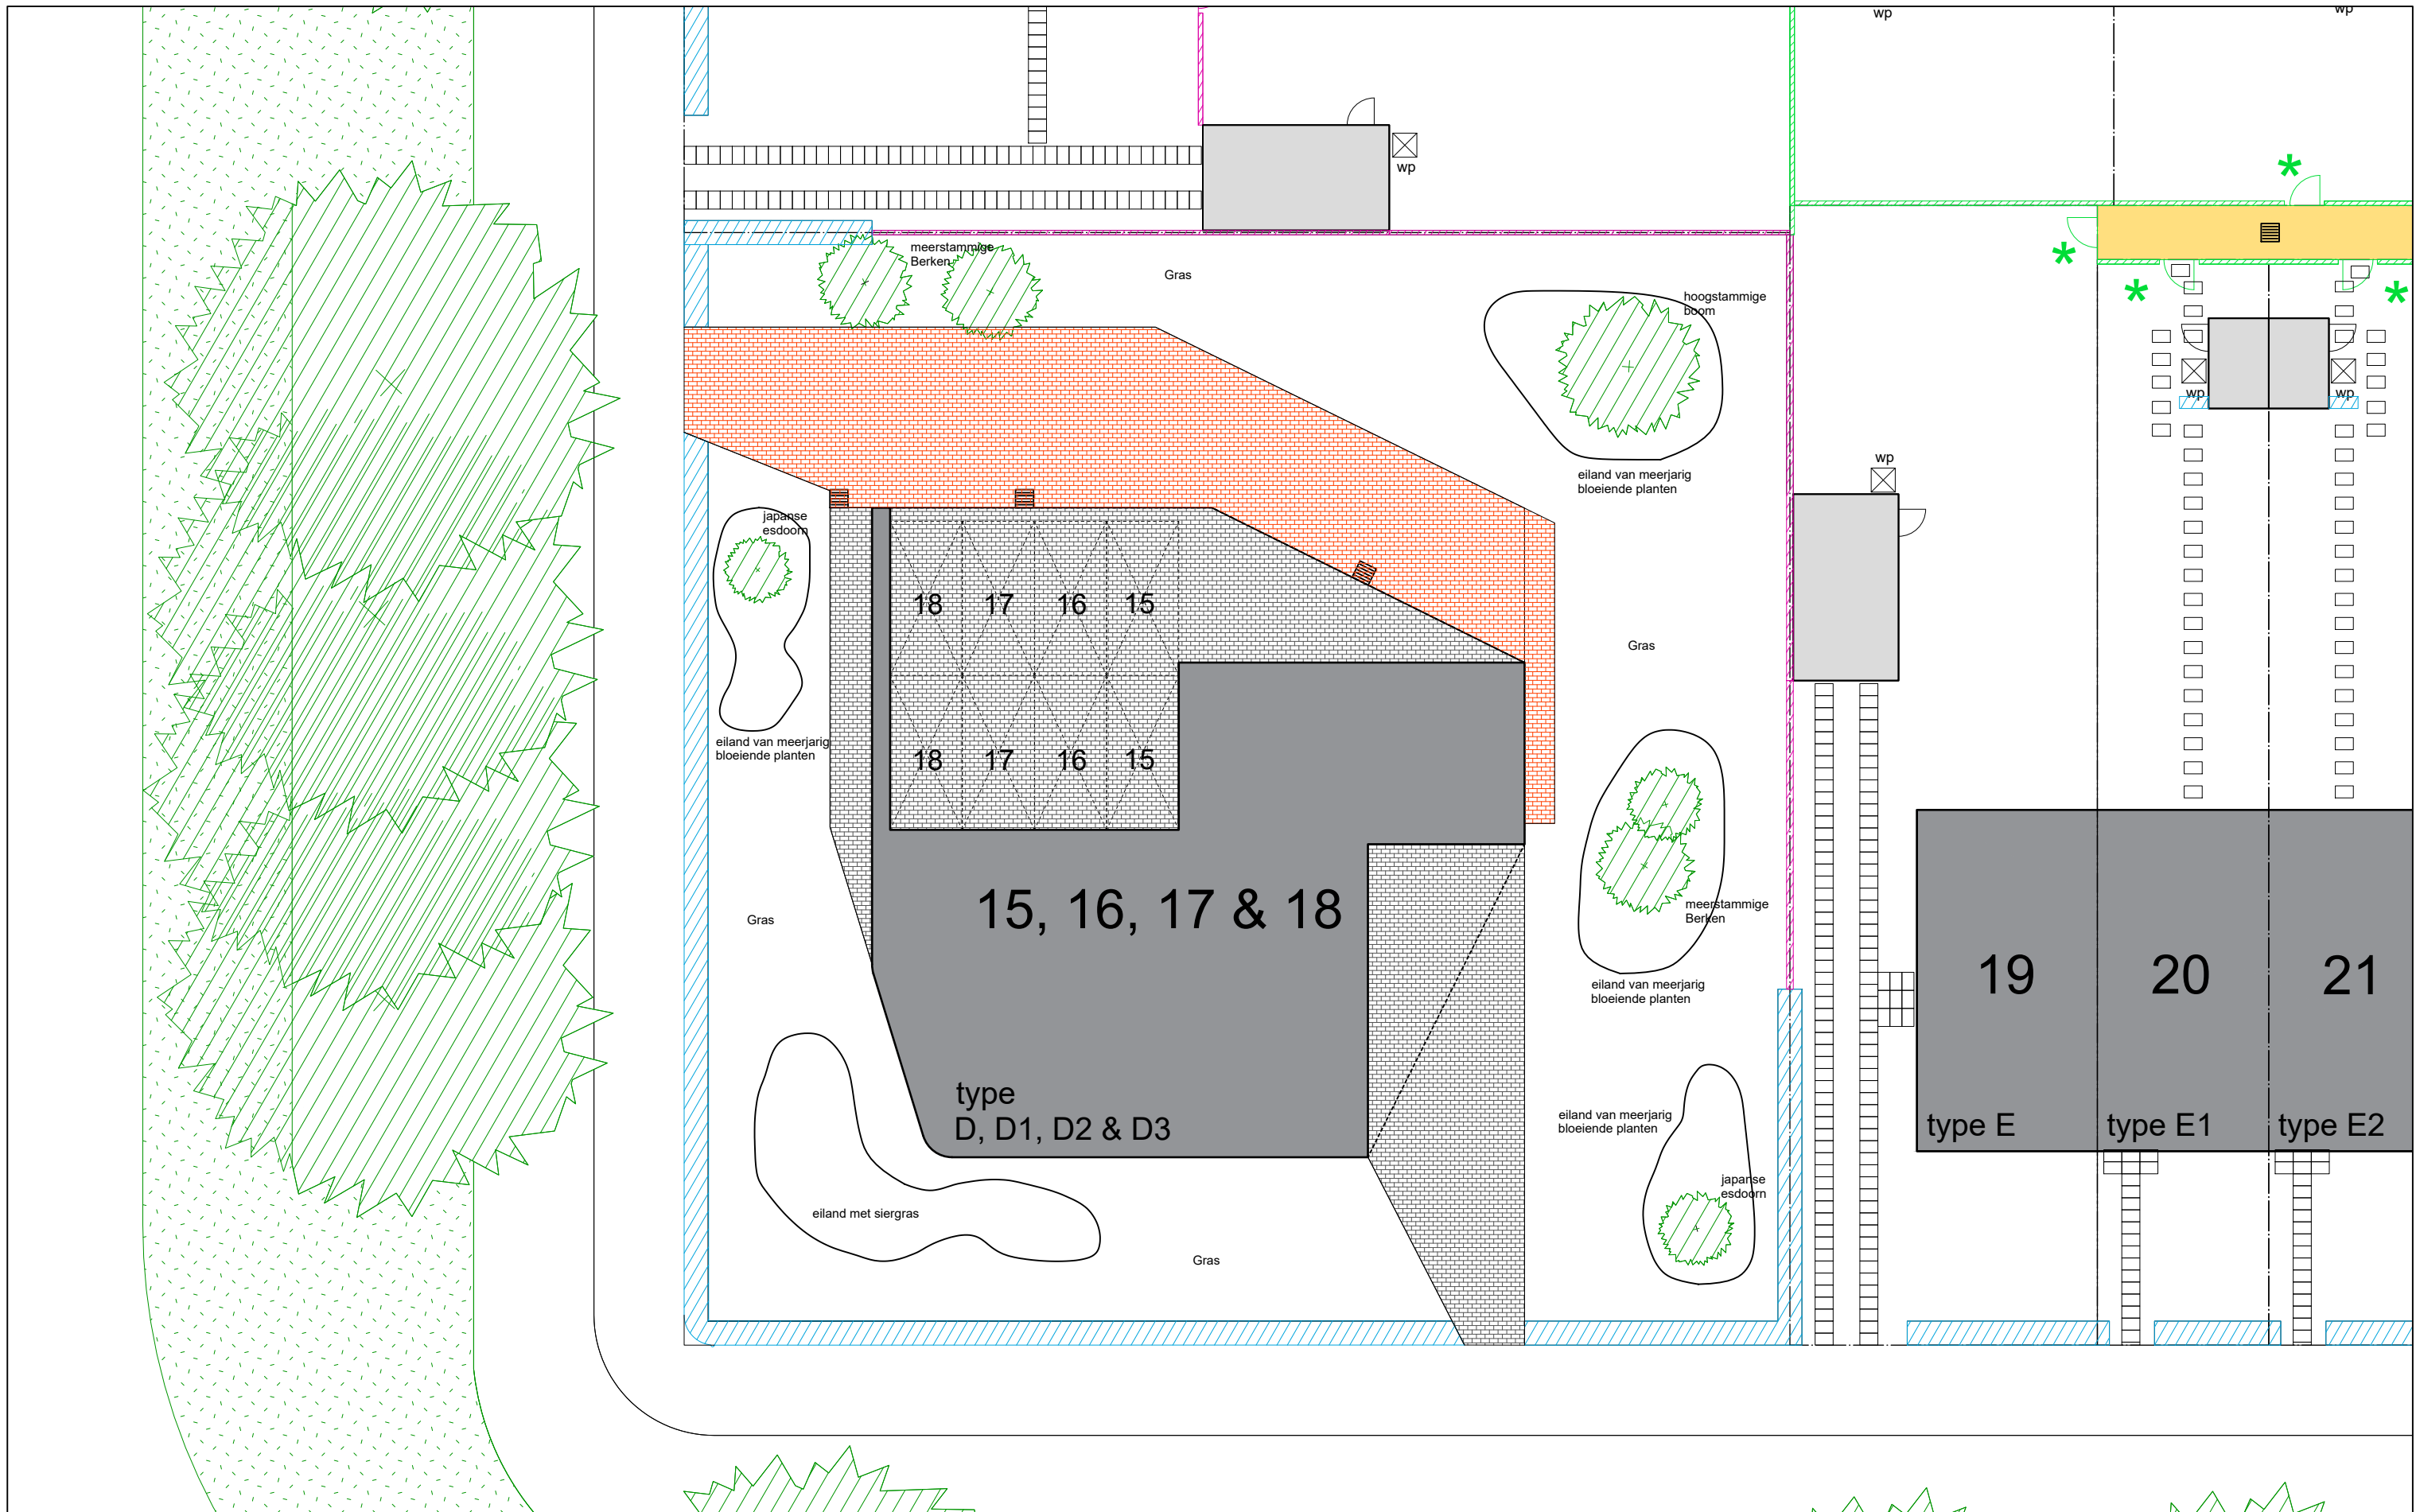 wp
wp
wp
meerstammige
Berken
Gras
hoogstammige
boom
wp
wp
wp
eiland van meerjarig
bloeiende planten
japanse
esdoorn
18 17 16 15
Gras
eiland van meerjarig
bloeiende planten
18 17 16 15
15, 16, 17 & 18
Gras
meerstammige
Berken
eiland van meerjarig
bloeiende planten
19
20
21
type
D, D1, D2 & D3
eiland van meerjarig
bloeiende planten
type E
type E1
type E2
japanse
esdoorn
eiland met siergras
Gras